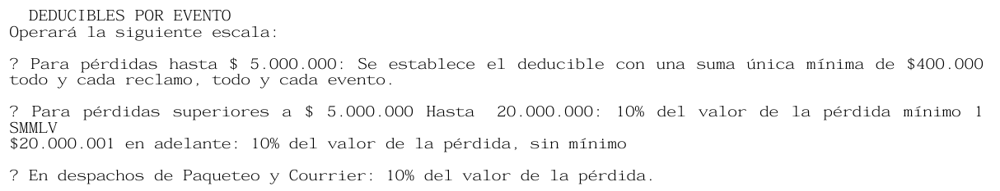 DEDUCIBLES POR EVENTO
Operará la siguiente escala:
? Para pérdidas hasta $ 5.000.000: Se establece el deducible con una suma única mínima de $400.000
todo y cada reclamo, todo y cada evento.
? Para pérdidas superiores a $ 5.000.000 Hasta 20.000.000: 10% del valor de la pérdida mínimo 1
SMMLV
$20.000.001 en adelante: 10% del valor de la pérdida, sin mínimo
? En despachos de Paqueteo y Courrier: 10% del valor de la pérdida.